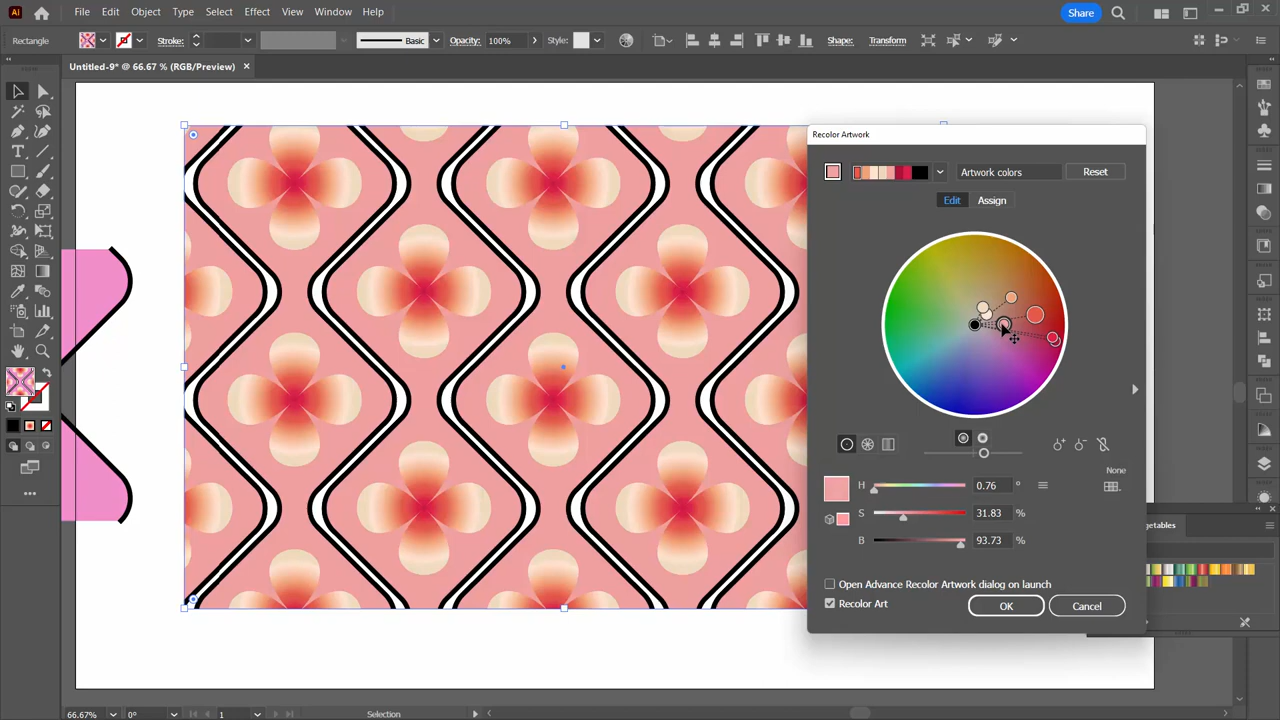 Ai File Edit Object Type Select Effect View Window Help Share
Rectangle Stroke: Basic Opacity: 100% Style: Shape: Transform
Untitled-9* @ 66.67 % (RGB/Preview)
Recolor Artwork
Artwork colors Reset
Edit Assign
None
H 0.76 °
S 31.83 %
B 93.73 %
getables
Open Advance Recolor Artwork dialog on launch
Recolor Art OK Cancel
66.67% 0° 1 Selection